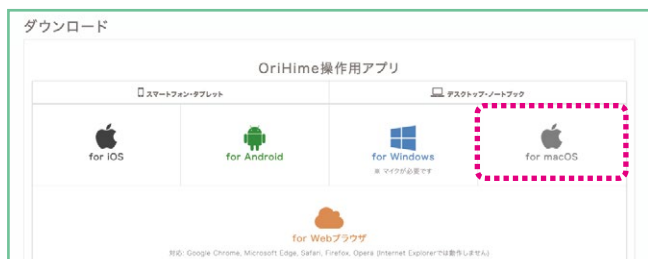 ダウンロード
OriHime操作用アプリ
スマートフォン・タブレット
デスクトップ・ノートブック
for iOS
for Android
for Windows
※ マイクが必要です
for macOS
for Webブラウザ
対応: Google Chrome, Microsoft Edge, Safari, Firefox, Opera (Internet Explorerでは動作しません)